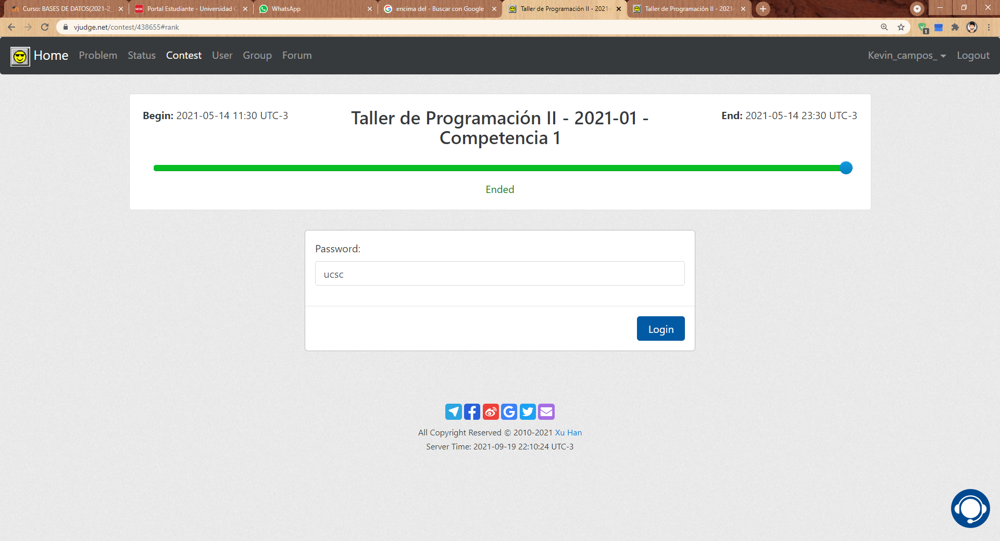 Curso: BASES DE DATOS(2021-2_
Portal Estudiante - Universidad C
WhatsApp
encima del - Buscar con Google
Taller de Programación II - 2021-
Taller de Programación II - 2021-
vjudge.net/contest/438655#rank
1
Home Problem Status Contest User Group Forum Kevin_campos_ Logout
Begin: 2021-05-14 11:30 UTC-3
Taller de Programación II - 2021-01 -
Competencia 1
End: 2021-05-14 23:30 UTC-3
Ended
Password:
ucsc
Login
All Copyright Reserved © 2010-2021 Xu Han
Server Time: 2021-09-19 22:10:24 UTC-3